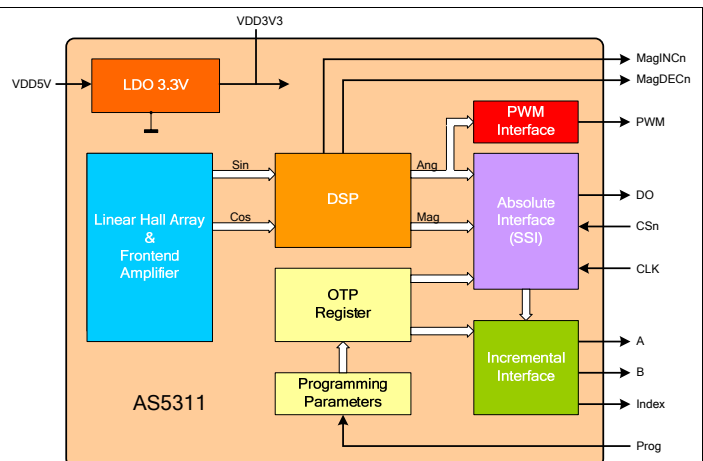 VDD3V3
VDD5V
LDO 3.3V
MagINCn
MagDECn
PWM
Interface
PWM
Linear Hall Array
&
Frontend
Amplifier
Sin
Cos
DSP
Ang
Mag
Absolute
Interface
(SSI)
DO
CSn
CLK
OTP
Register
Programming
Parameters
Incremental
Interface
A
B
Index
Prog
AS5311